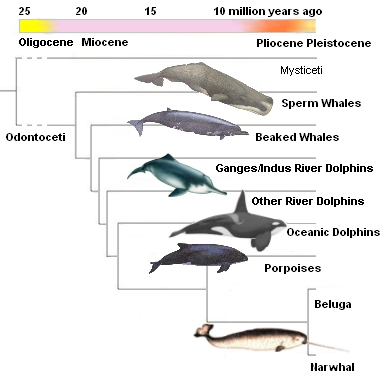 25 20 15 10 million years ago
Oligocene Miocene Pliocene Pleistocene
Mysticeti
Sperm Whales
Odontoceti
Beaked Whales
Ganges/Indus River Dolphins
Other River Dolphins
Oceanic Dolphins
Porpoises
Beluga
Narwhal